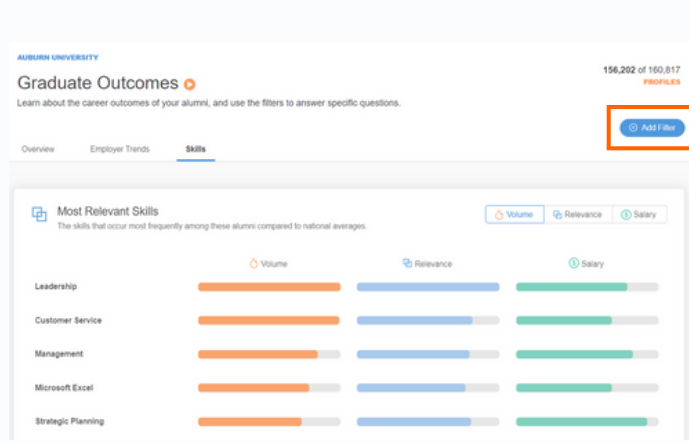 AUBURN UNIVERSITY
Graduate Outcomes
Learn about the career outcomes of your alumni, and use the filters to answer specific questions.
156,202 of 160,817
PROFILES
Add Filter
Overview Employer Trends Skills
Most Relevant Skills
The skills that occur most frequently among these alumni compared to national averages.
Volume Relevance Salary
Volume Relevance Salary
Leadership
Customer Service
Management
Microsoft Excel
Strategic Planning